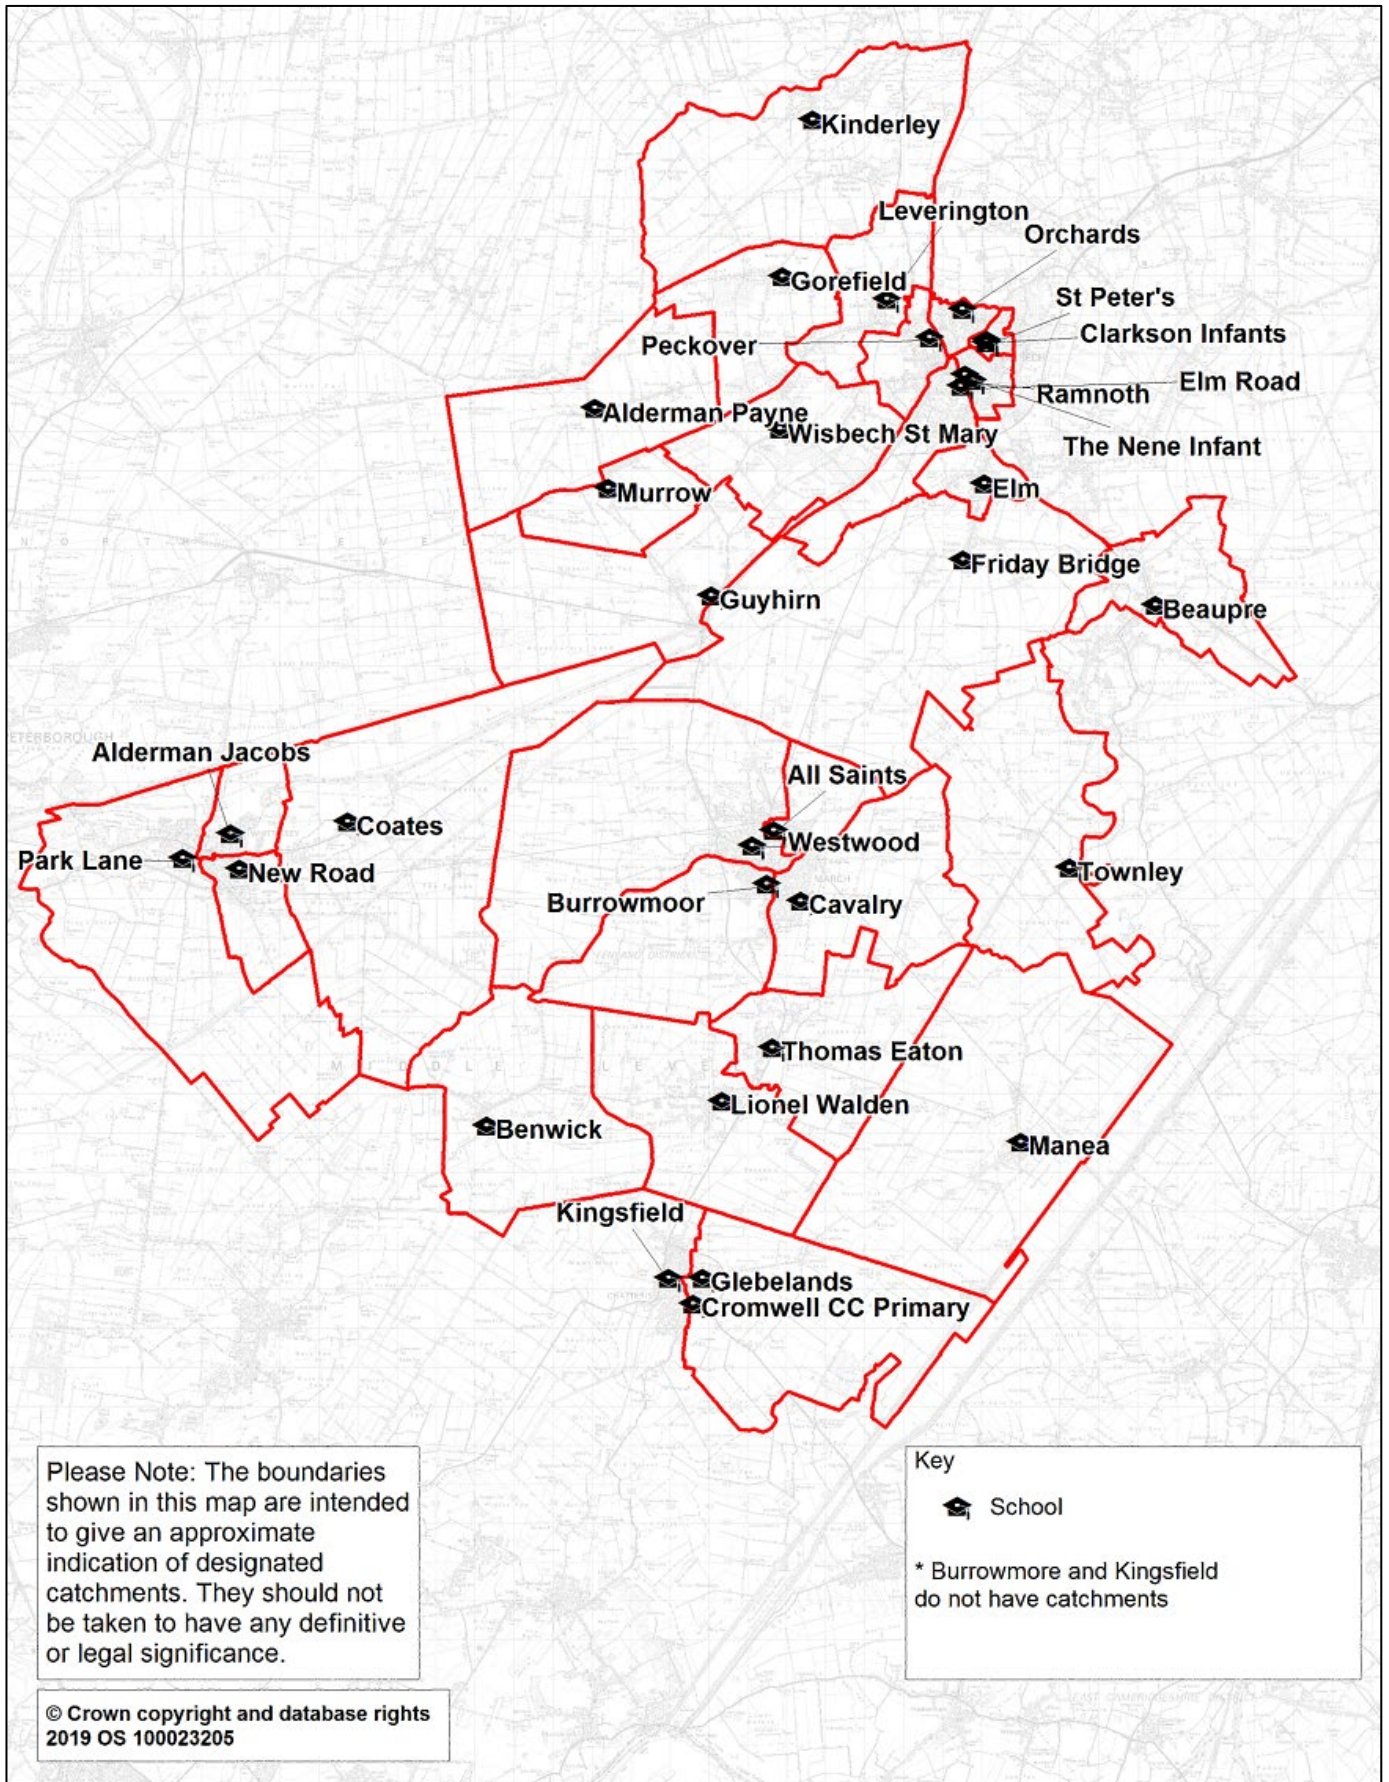 Kinderley
Leverington
Orchards
Gorefield
St Peter's
Clarkson Infants
Peckover
Elm Road
Ramnoth
Alderman Payne
Wisbech St Mary
The Nene Infant
Murrow
Elm
Friday Bridge
Guyhirn
Beaupre
Alderman Jacobs
All Saints
Coates
Westwood
Park Lane
New Road
Townley
Burrowmoor
Cavalry
Thomas Eaton
Lionel Walden
Benwick
Manea
Kingsfield
Glebelands
Cromwell CC Primary
Please Note: The boundaries
shown in this map are intended
to give an approximate
indication of designated
catchments. They should not
be taken to have any definitive
or legal significance.
Key
School
* Burrowmore and Kingsfield
do not have catchments
© Crown copyright and database rights
2019 OS 100023205